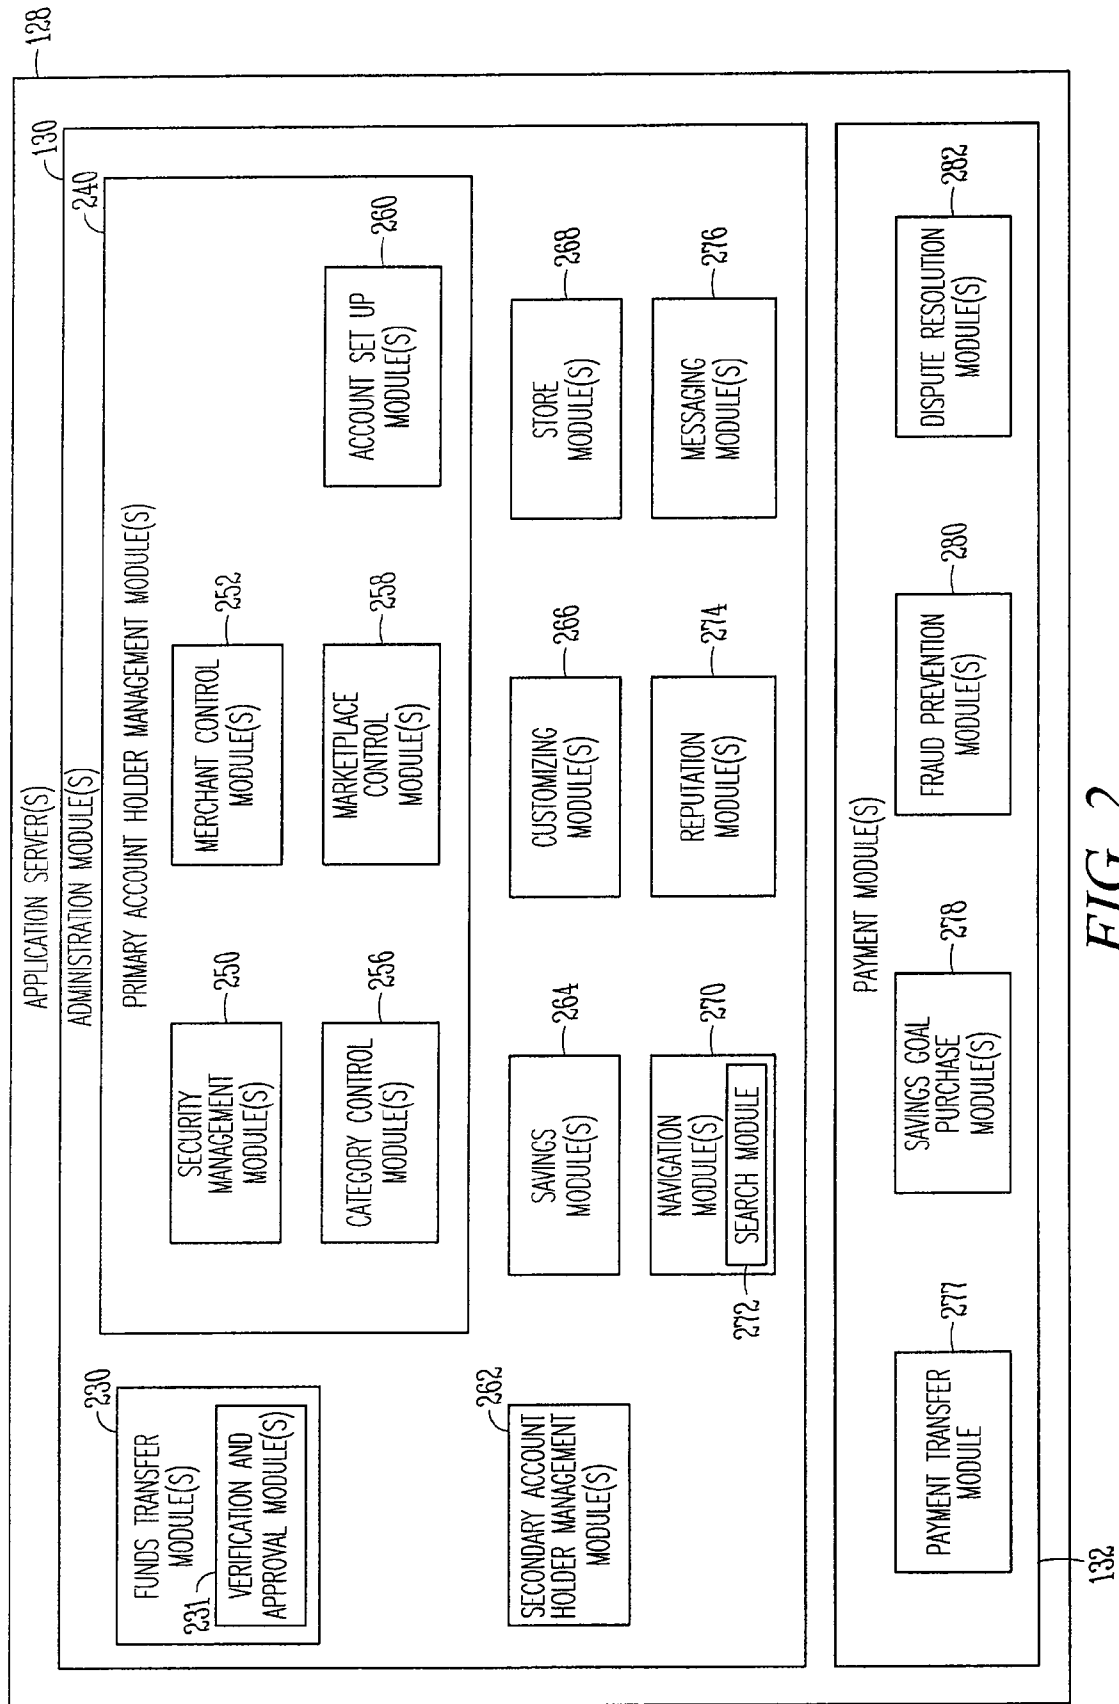 APPLICATION SERVER(S)
128
ADMINISTRATION MODULE(S)
130
FUNDS TRANSFER
MODULE(S)
230
231
VERIFICATION AND
APPROVAL MODULE(S)
PRIMARY ACCOUNT HOLDER MANAGEMENT MODULE(S)
240
SECURITY
MANAGEMENT
MODULE(S)
250
MERCHANT CONTROL
MODULE(S)
252
CATEGORY CONTROL
MODULE(S)
256
MARKETPLACE
CONTROL
MODULE(S)
258
ACCOUNT SET UP
MODULE(S)
260
SECONDARY ACCOUNT
HOLDER MANAGEMENT
MODULE(S)
262
SAVINGS
MODULE(S)
264
CUSTOMIZING
MODULE(S)
266
STORE
MODULE(S)
268
NAVIGATION
MODULE(S)
270
SEARCH MODULE
272
REPUTATION
MODULE(S)
274
MESSAGING
MODULE(S)
276
PAYMENT MODULE(S)
132
PAYMENT TRANSFER
MODULE
277
SAVINGS GOAL
PURCHASE
MODULE(S)
278
FRAUD PREVENTION
MODULE(S)
280
DISPUTE RESOLUTION
MODULE(S)
282
FIG. 2